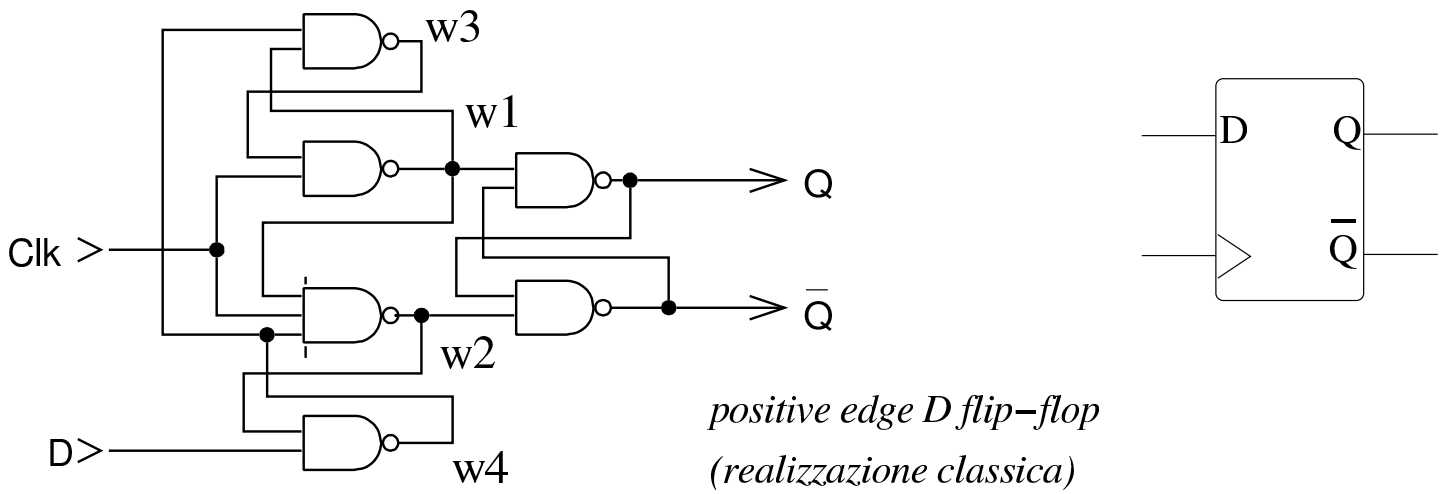 w3
w1
D
Q
Q
Clk
Q
Q
w2
positive edge D flip−flop
D
w4
(realizzazione classica)